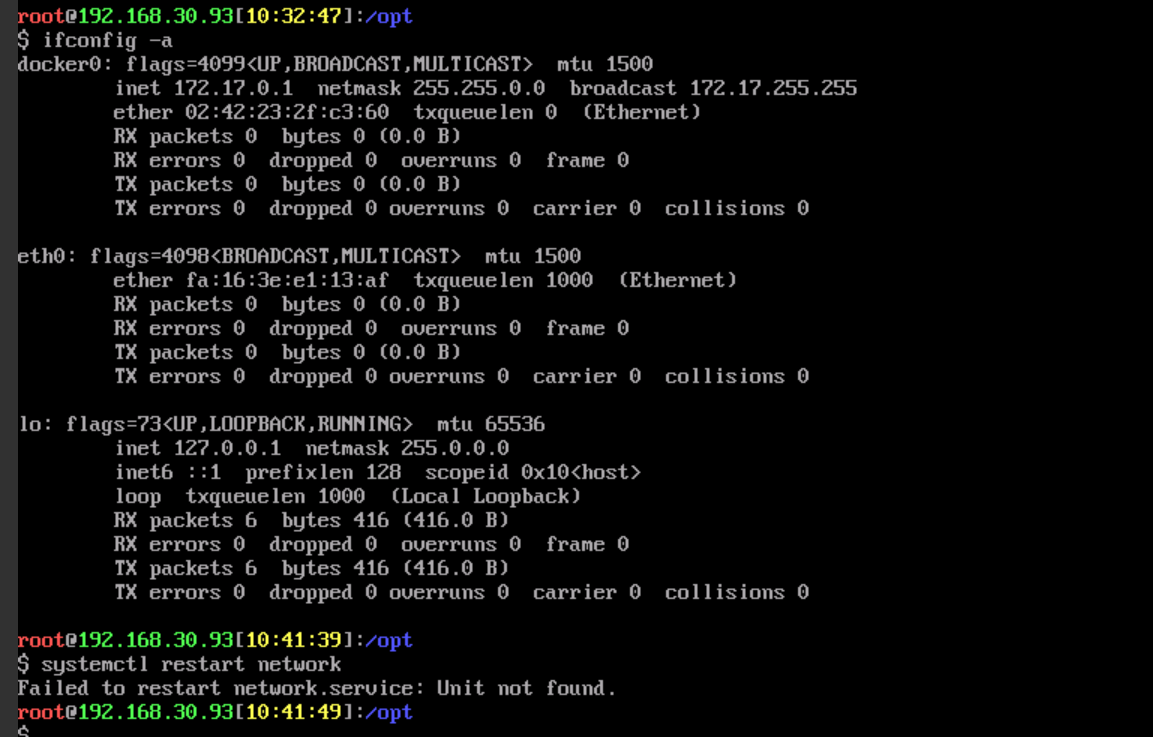 root@192.168.30.93[10:32:47]:/opt
$ ifconfig -a
docker0: flags=4099<UP,BROADCAST,MULTICAST>  mtu 1500
        inet 172.17.0.1  netmask 255.255.0.0  broadcast 172.17.255.255
        ether 02:42:23:2f:c3:60  txqueuelen 0  (Ethernet)
        RX packets 0  bytes 0 (0.0 B)
        RX errors 0  dropped 0  overruns 0  frame 0
        TX packets 0  bytes 0 (0.0 B)
        TX errors 0  dropped 0 overruns 0  carrier 0  collisions 0

eth0: flags=4098<BROADCAST,MULTICAST>  mtu 1500
        ether fa:16:3e:e1:13:af  txqueuelen 1000  (Ethernet)
        RX packets 0  bytes 0 (0.0 B)
        RX errors 0  dropped 0  overruns 0  frame 0
        TX packets 0  bytes 0 (0.0 B)
        TX errors 0  dropped 0 overruns 0  carrier 0  collisions 0

lo: flags=73<UP,LOOPBACK,RUNNING>  mtu 65536
        inet 127.0.0.1  netmask 255.0.0.0
        inet6 ::1  prefixlen 128  scopeid 0x10<host>
        loop  txqueuelen 1000  (Local Loopback)
        RX packets 6  bytes 416 (416.0 B)
        RX errors 0  dropped 0  overruns 0  frame 0
        TX packets 6  bytes 416 (416.0 B)
        TX errors 0  dropped 0 overruns 0  carrier 0  collisions 0

root@192.168.30.93[10:41:39]:/opt
$ systemctl restart network
Failed to restart network.service: Unit not found.
root@192.168.30.93[10:41:49]:/opt
$